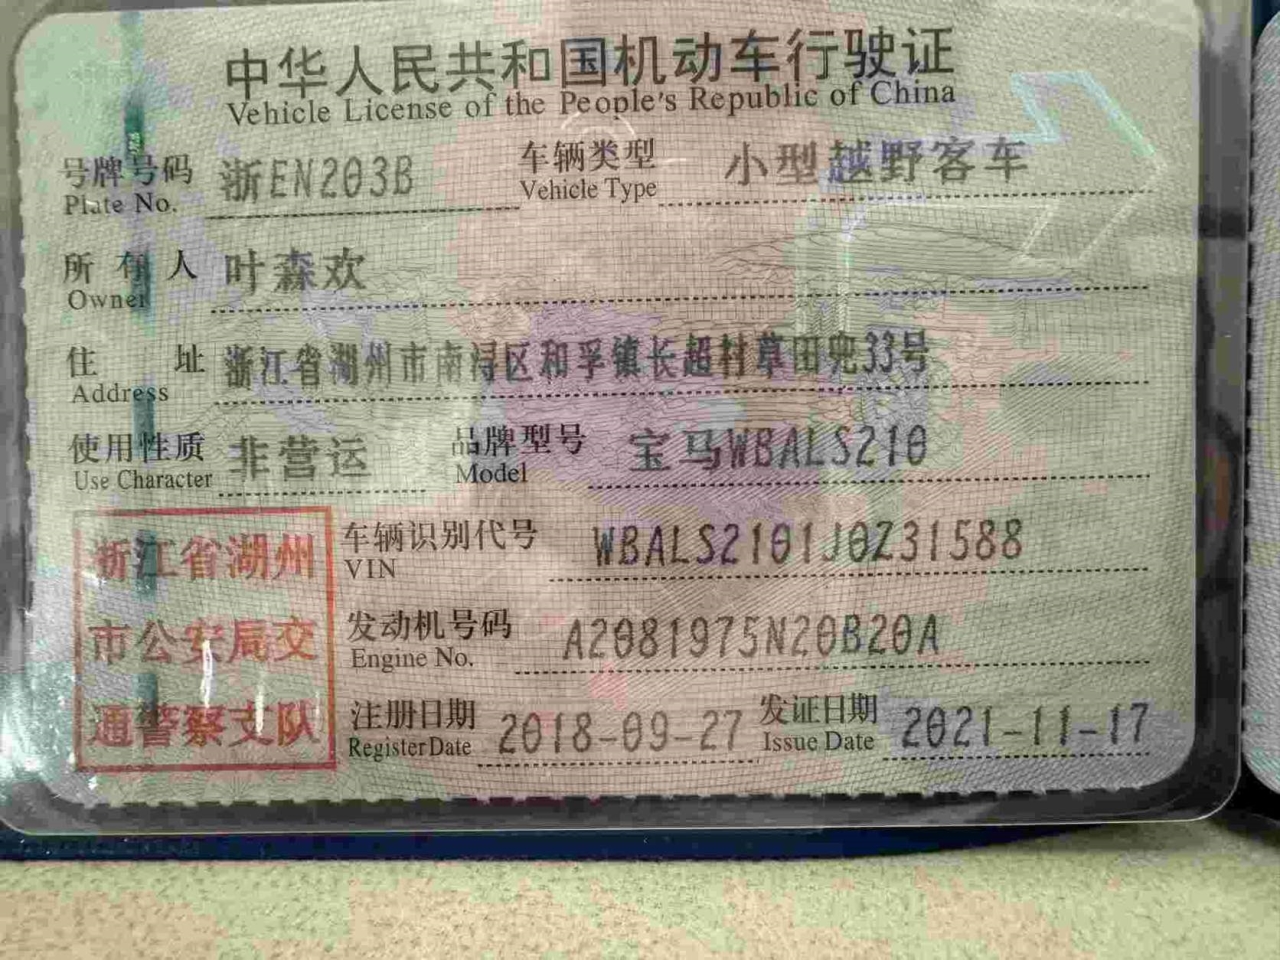 中华人民共和国机动车行驶证
Vehicle License of the People's Republic of China
号牌号码 浙EN203B 车辆类型 小型越野客车
Plate No. Vehicle Type
所有人 叶森欢
Owner
住址 浙江省湖州市南浔区和孚镇长超村草田兜33号
Address
使用性质 非营运 品牌型号 宝马WBALS210
Use Character Model
浙江省湖州
市公安局交
通警察支队
车辆识别代号 WBALS2101J0Z31588
VIN
发动机号码 A2081975N20B20A
Engine No.
注册日期 2018-09-27 发证日期 2021-11-17
Register Date Issue Date